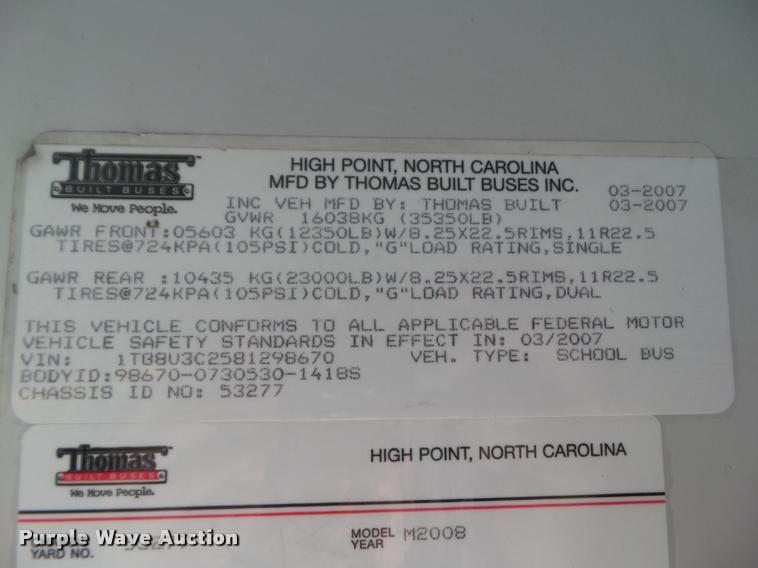 Thomas™
BUILT BUSES
We Move People.
HIGH POINT, NORTH CAROLINA
MFD BY THOMAS BUILT BUSES INC. 03-2007
INC VEH MFD BY: THOMAS BUILT 03-2007
GVWR 16038KG (35350LB)
GAWR FRONT:05603 KG(12350LB)W/8.25X22.5RIMS,11R22.5
TIRES@724KPA(105PSI)COLD,"G"LOAD RATING,SINGLE
GAWR REAR :10435 KG(23000LB)W/8.25X22.5RIMS,11R22.5
TIRES@724KPA(105PSI)COLD,"G"LOAD RATING,DUAL
THIS VEHICLE CONFORMS TO ALL APPLICABLE FEDERAL MOTOR
VEHICLE SAFETY STANDARDS IN EFFECT IN: 03/2007
VIN: 1T88U3C2581298670 VEH. TYPE: SCHOOL BUS
BODYID:98670-0730530-1418S
CHASSIS ID NO: 53277
Thomas™
BUILT BUSES
We Move People.
HIGH POINT, NORTH CAROLINA
MODEL YEAR M2008
YARD NO.
Purple Wave Auction